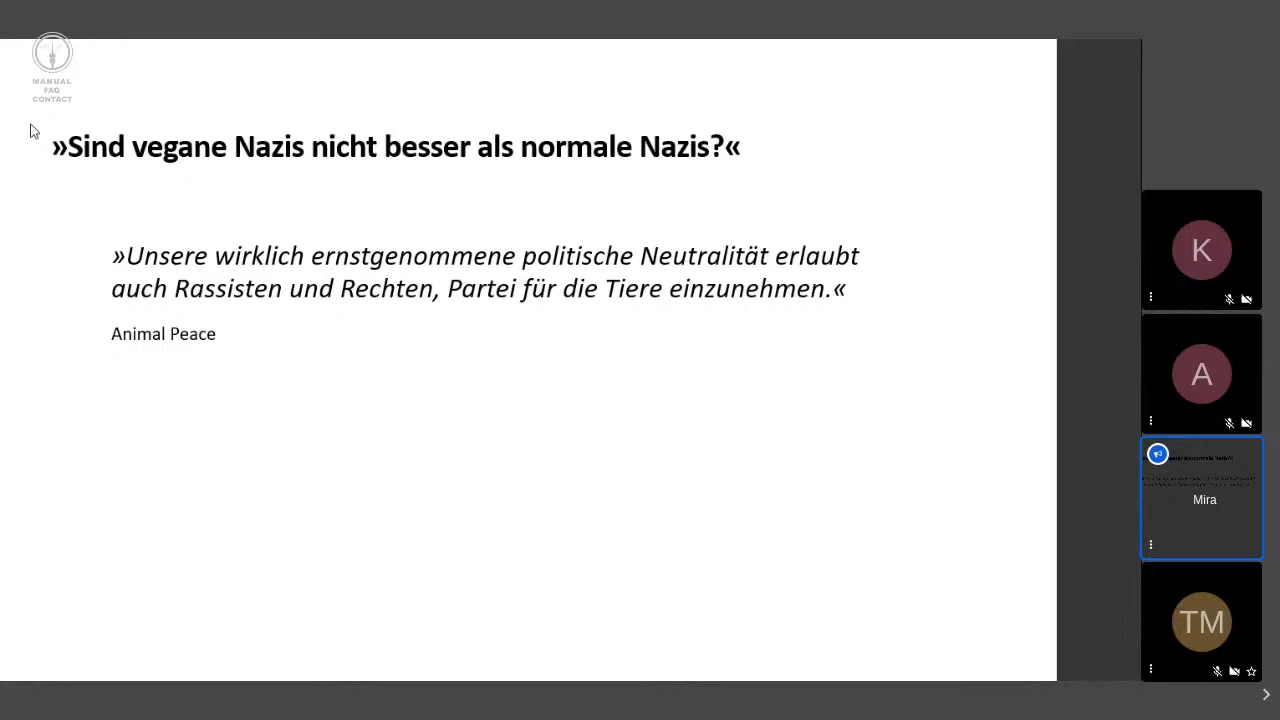 MANUAL
FAQ
CONTACT
»Sind vegane Nazis nicht besser als normale Nazis?«
»Unsere wirklich ernstgenommene politische Neutralität erlaubt
auch Rassisten und Rechten, Partei für die Tiere einzunehmen.«
Animal Peace
K
A
Mira
TM